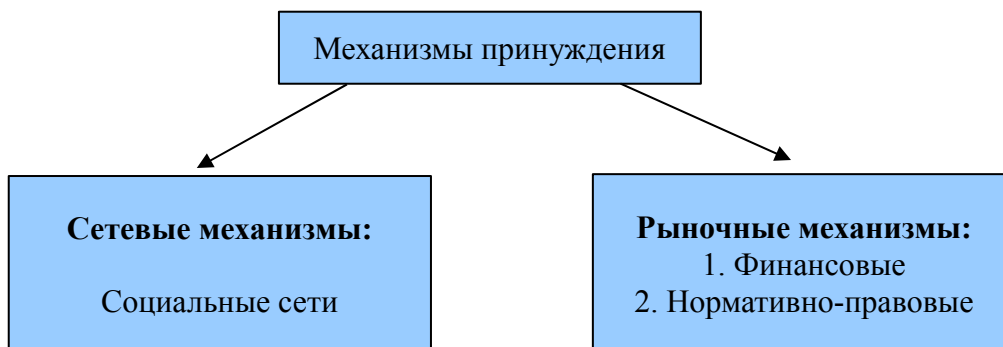 Механизмы принуждения
Сетевые механизмы:
Социальные сети
Рыночные механизмы:
1. Финансовые
2. Нормативно-правовые